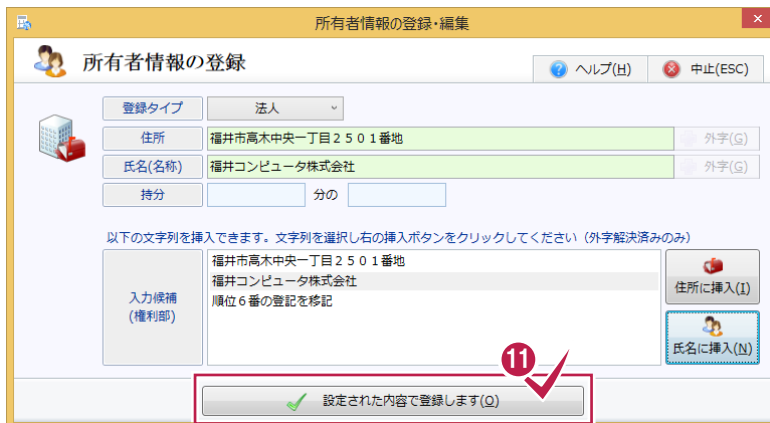 所有者情報の登録・編集
×
所有者情報の登録
ヘルプ(H)
中止(ESC)
登録タイプ
法人
住所
福井市高木中央一丁目２５０１番地
外字(G)
氏名(名称)
福井コンピュータ株式会社
外字(G)
持分
分の
以下の文字列を挿入できます。文字列を選択し右の挿入ボタンをクリックしてください（外字解決済みのみ）
入力候補
(権利部)
福井市高木中央一丁目２５０１番地
福井コンピュータ株式会社
順位６番の登記を移記
住所に挿入(I)
氏名に挿入(N)
⑪
設定された内容で登録します(O)